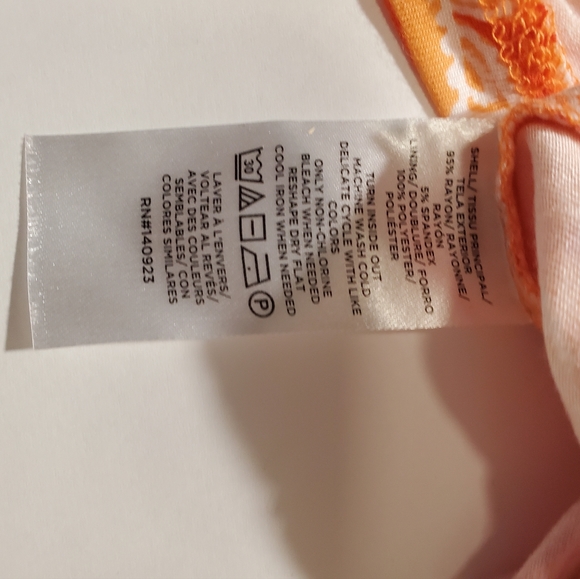 SHELL/ TISSU PRINCIPAL/
TELA EXTERIOR
95% RAYON/ RAYONNE/
RAYON
5% SPANDEX
LINING/ DOUBLURE/ FORRO
100% POLYESTER/
POLIÉSTER
TURN INSIDE OUT
MACHINE WASH COLD
DELICATE CYCLE WITH LIKE
COLORS
ONLY NON-CHLORINE
BLEACH WHEN NEEDED
RESHAPE DRY FLAT
COOL IRON WHEN NEEDED
30 P
LAVER À L'ENVERS/
VOLTEAR AL REVÉS/
AVEC DES COULEURS
SEMBLABLES/ CON
COLORES SIMILARES
RN#140923